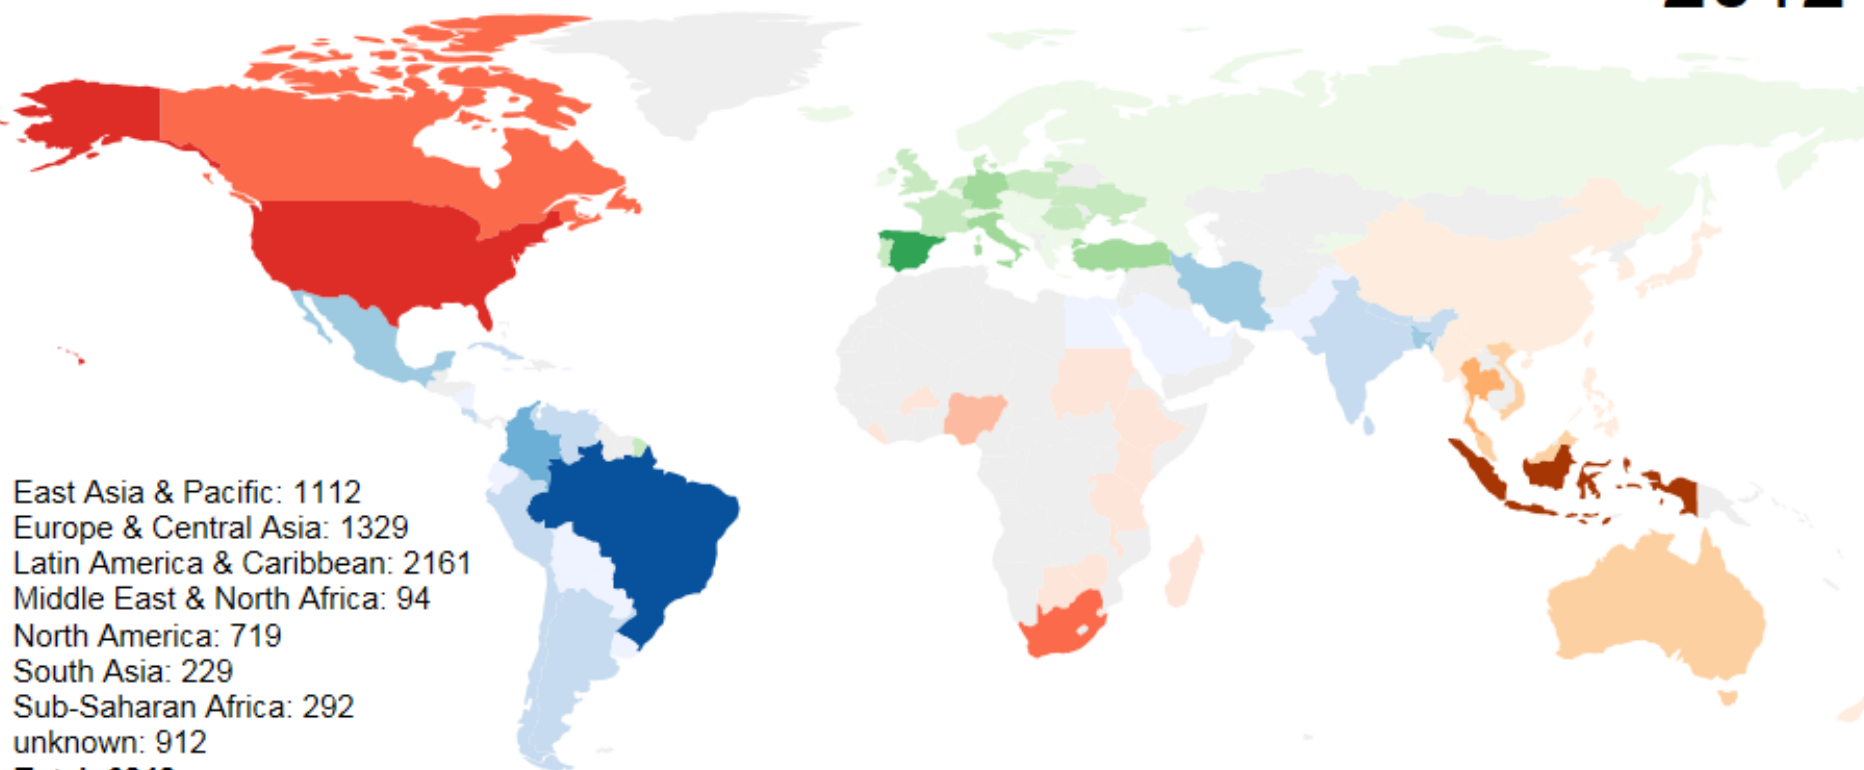 East Asia & Pacific: 1112
Europe & Central Asia: 1329
Latin America & Caribbean: 2161
Middle East & North Africa: 94
North America: 719
South Asia: 229
Sub-Saharan Africa: 292
unknown: 912